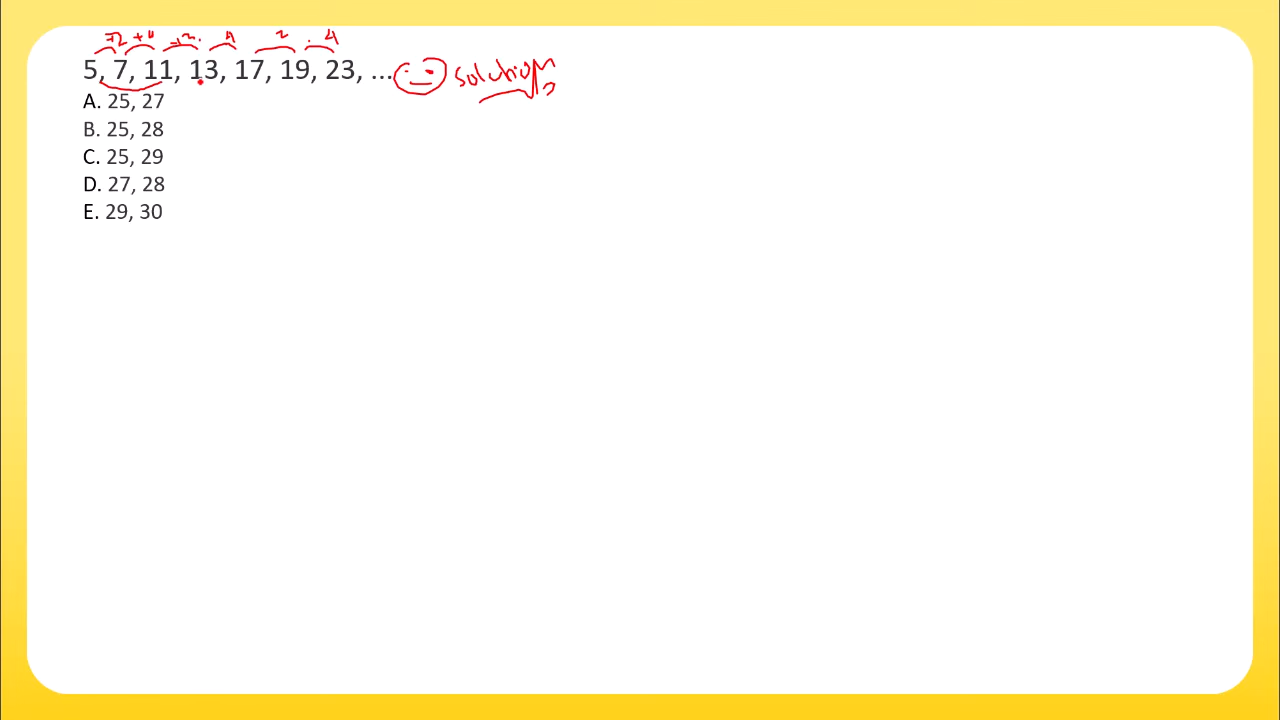 +2 +4 +2 4 2 4
5, 7, 11, 13, 17, 19, 23, ... solution
A. 25, 27
B. 25, 28
C. 25, 29
D. 27, 28
E. 29, 30